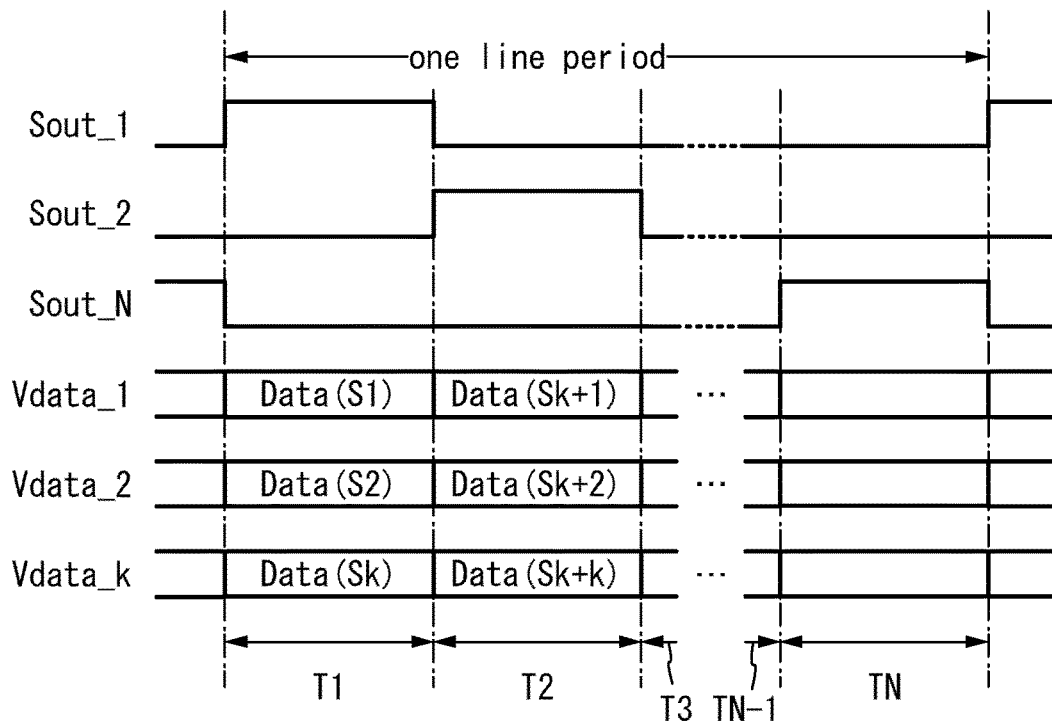 one line period
Sout_1
Sout_2
Sout_N
Vdata_1 Data(S1) Data(Sk+1) ...
Vdata_2 Data(S2) Data(Sk+2) ...
Vdata_k Data(Sk) Data(Sk+k) ...
T1 T2 T3 TN-1 TN